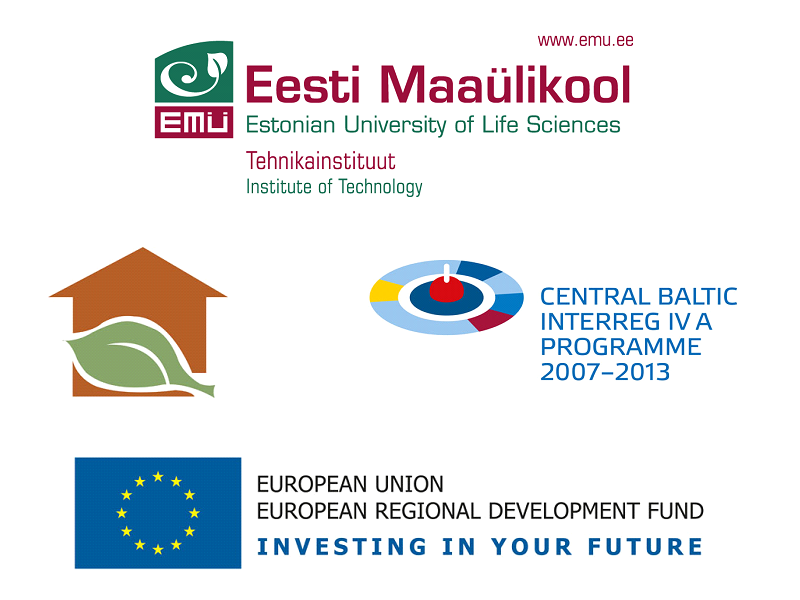 www.emu.ee
EMÜ
Eesti Maaülikool
Estonian University of Life Sciences
Tehnikainstituut
Institute of Technology
CENTRAL BALTIC
INTERREG IV A
PROGRAMME
2007–2013
EUROPEAN UNION
EUROPEAN REGIONAL DEVELOPMENT FUND
INVESTING IN YOUR FUTURE